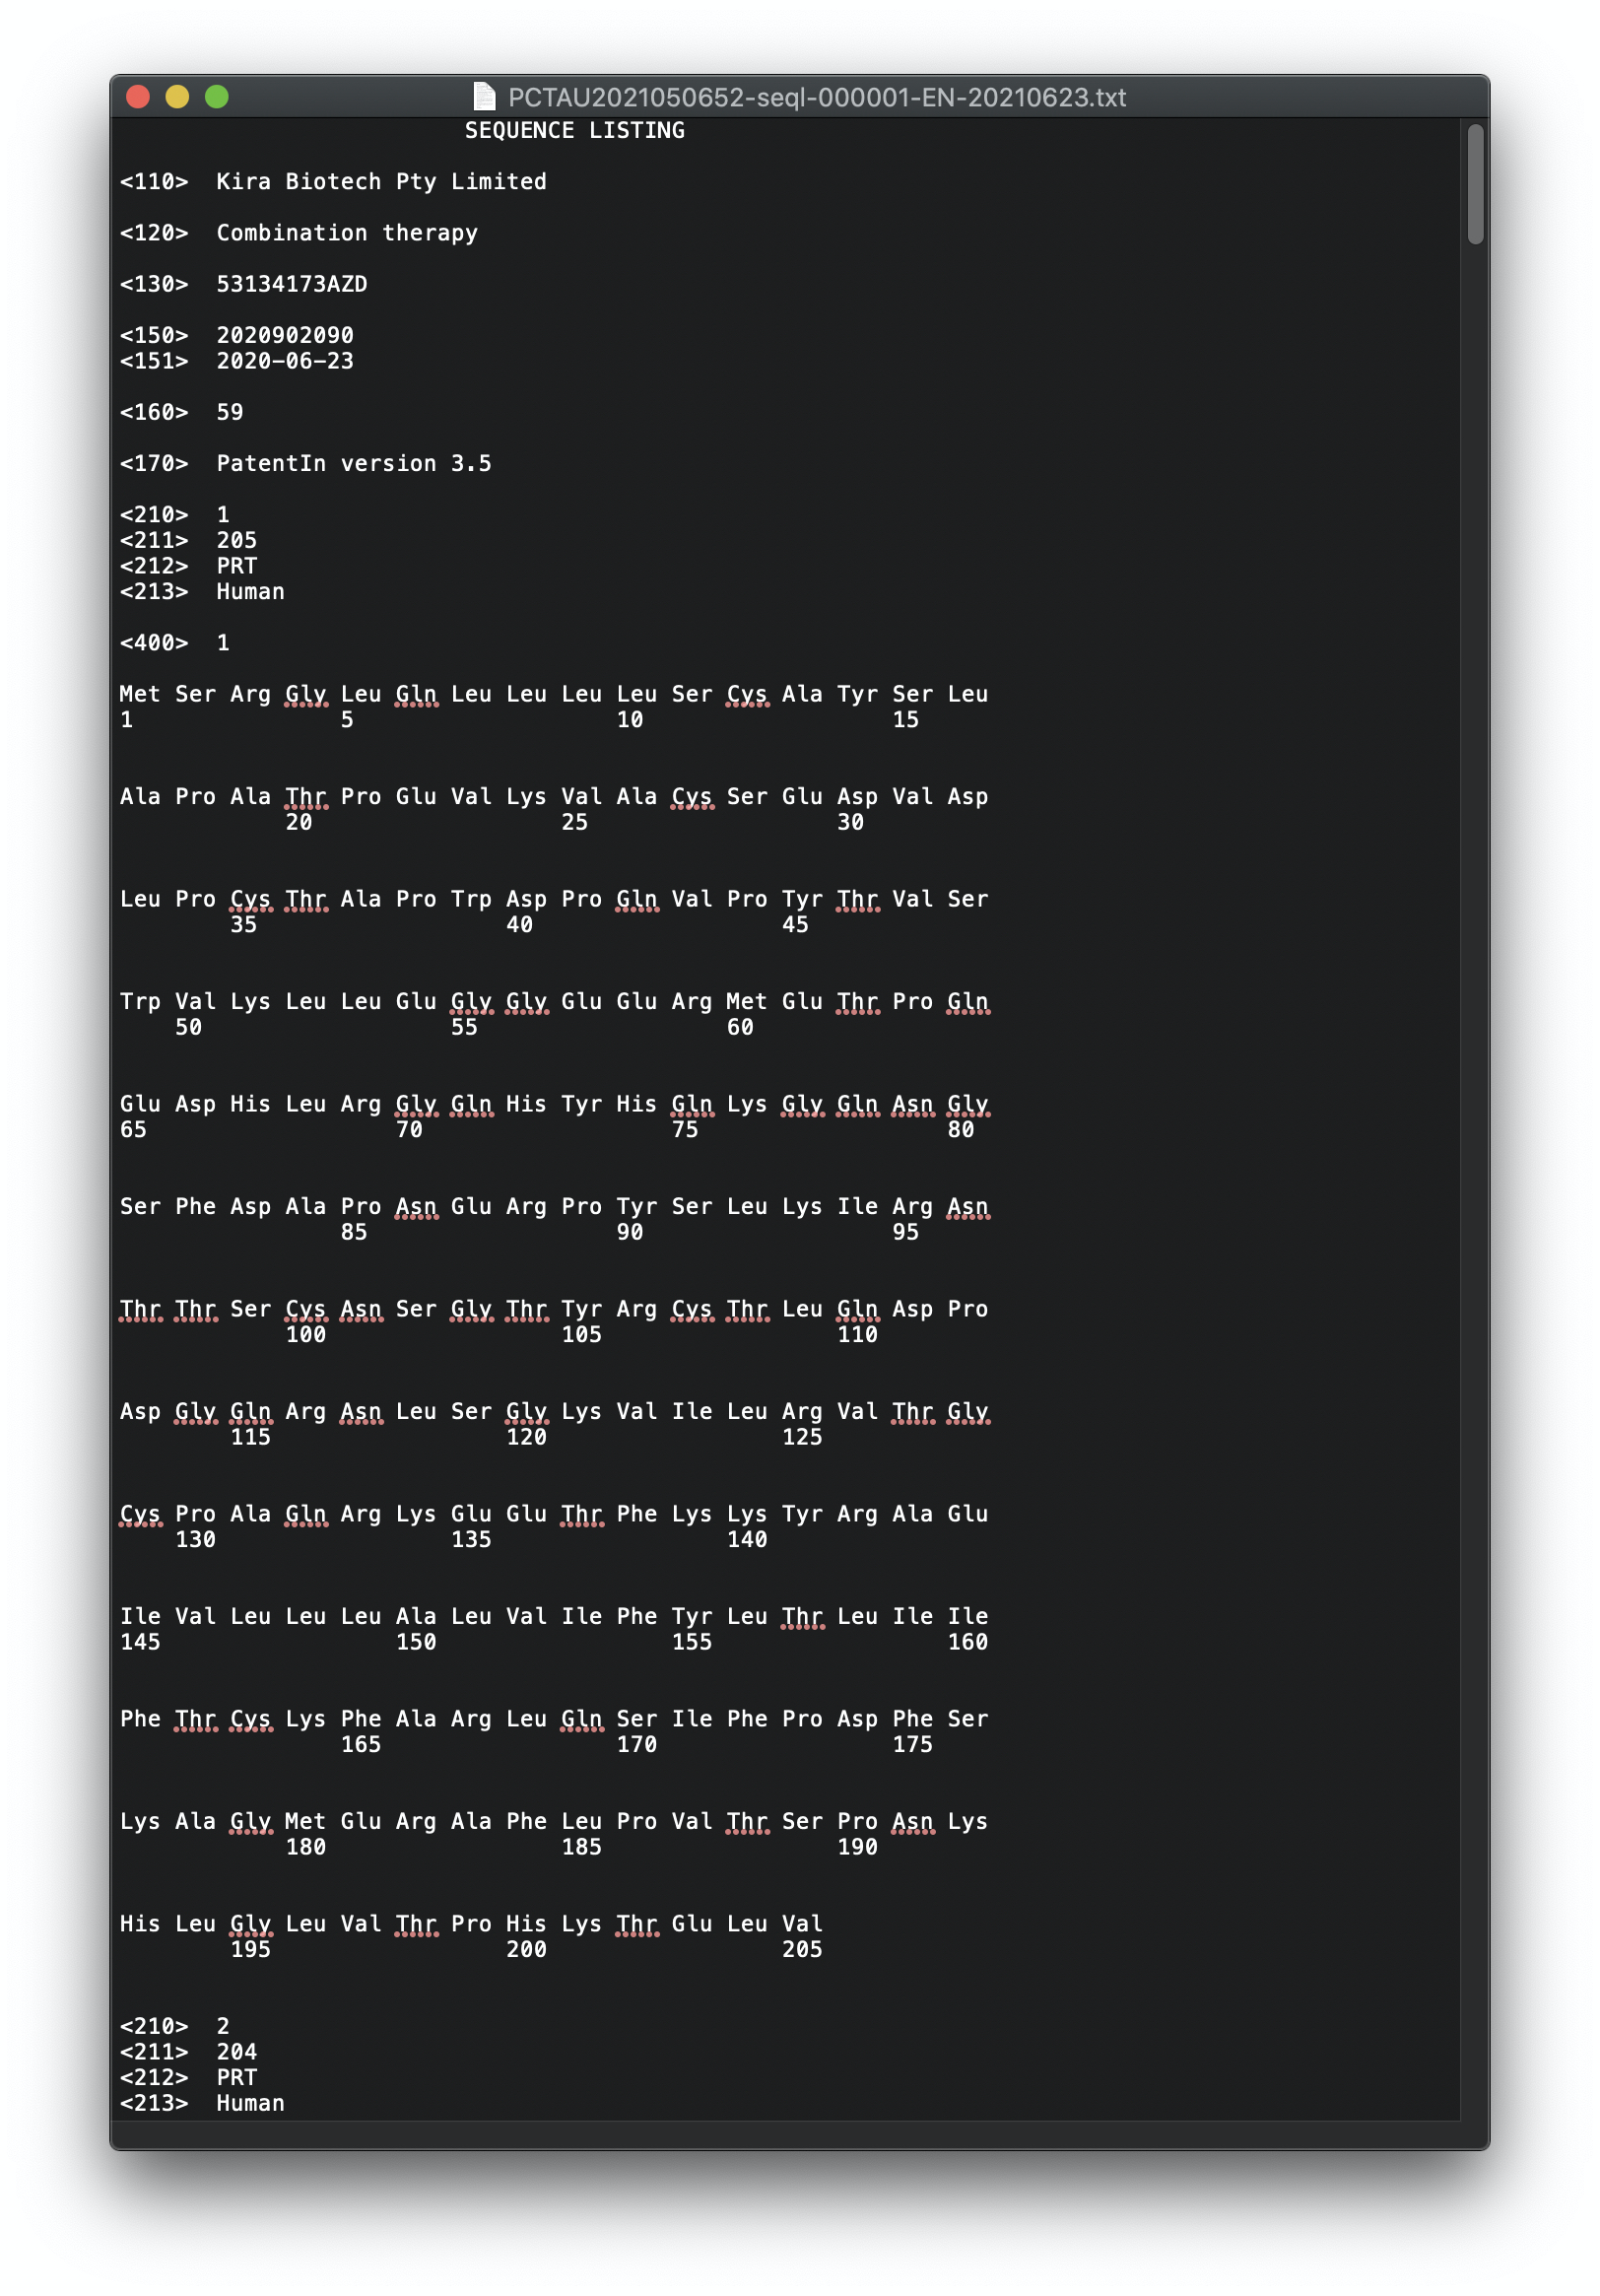 PCTAU2021050652-seql-000001-EN-20210623.txt
SEQUENCE LISTING
<110> Kira Biotech Pty Limited
<120> Combination therapy
<130> 53134173AZD
<150> 2020902090
<151> 2020-06-23
<160> 59
<170> PatentIn version 3.5
<210> 1
<211> 205
<212> PRT
<213> Human
<400> 1
Met Ser Arg Gly Leu Gln Leu Leu Leu Leu Ser Cys Ala Tyr Ser Leu
1 5 10 15
Ala Pro Ala Thr Pro Glu Val Lys Val Ala Cys Ser Glu Asp Val Asp
20 25 30
Leu Pro Cys Thr Ala Pro Trp Asp Pro Gln Val Pro Tyr Thr Val Ser
35 40 45
Trp Val Lys Leu Leu Glu Gly Gly Glu Glu Arg Met Glu Thr Pro Gln
50 55 60
Glu Asp His Leu Arg Gly Gln His Tyr His Gln Lys Gly Gln Asn Gly
65 70 75 80
Ser Phe Asp Ala Pro Asn Glu Arg Pro Tyr Ser Leu Lys Ile Arg Asn
85 90 95
Thr Thr Ser Cys Asn Ser Gly Thr Tyr Arg Cys Thr Leu Gln Asp Pro
100 105 110
Asp Gly Gln Arg Asn Leu Ser Gly Lys Val Ile Leu Arg Val Thr Gly
115 120 125
Cys Pro Ala Gln Arg Lys Glu Glu Thr Phe Lys Lys Tyr Arg Ala Glu
130 135 140
Ile Val Leu Leu Leu Ala Leu Val Ile Phe Tyr Leu Thr Leu Ile Ile
145 150 155 160
Phe Thr Cys Lys Phe Ala Arg Leu Gln Ser Ile Phe Pro Asp Phe Ser
165 170 175
Lys Ala Gly Met Glu Arg Ala Phe Leu Pro Val Thr Ser Pro Asn Lys
180 185 190
His Leu Gly Leu Val Thr Pro His Lys Thr Glu Leu Val
195 200 205
<210> 2
<211> 204
<212> PRT
<213> Human